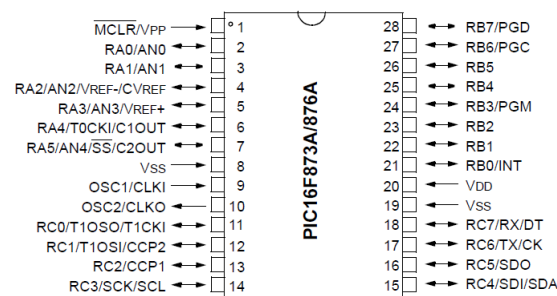 MCLR/VPP 1
RA0/AN0 2
RA1/AN1 3
RA2/AN2/VREF-/CVREF 4
RA3/AN3/VREF+ 5
RA4/T0CKI/C1OUT 6
RA5/AN4/SS/C2OUT 7
VSS 8
OSC1/CLKI 9
OSC2/CLKO 10
RC0/T1OSO/T1CKI 11
RC1/T1OSI/CCP2 12
RC2/CCP1 13
RC3/SCK/SCL 14
PIC16F873A/876A
28 RB7/PGD
27 RB6/PGC
26 RB5
25 RB4
24 RB3/PGM
23 RB2
22 RB1
21 RB0/INT
20 VDD
19 VSS
18 RC7/RX/DT
17 RC6/TX/CK
16 RC5/SDO
15 RC4/SDI/SDA